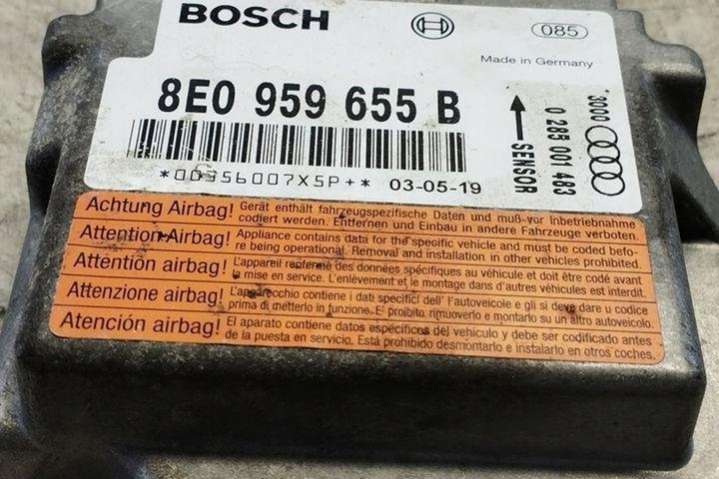 BOSCH
085
Made in Germany
8E0 959 655 B
*3000
0 285 001 483
SENSOR
*00356007X5P+* 03-05-19
Achtung Airbag! Gerät enthält fahrzeugspezifische Daten und muß vor Inbetriebnahme
codiert werden. Entfernen und Einbau in andere Fahrzeuge verboten.
Attention Airbag! Appliance contains data for the specific vehicle and must be coded befo-
re being operational. Removal and installation in other vehicles prohibited.
Attention airbag! L'appareil renferme des données spécifiques au véhicule et doit être codé avant
la mise en service. L'enlèvement et le montage dans d'autres véhicules est interdit.
Attenzione airbag! L'apparecchio contiene i dati specifici dell' l'autoveicolo e gli si deve dare u codice
prima di metterlo in funzione. E' proibito rimuoverlo e montarlo su un altro autoveicolo.
Atención airbag! El aparato contiene datos específicos del vehículo y debe ser codificado antes
de la puesta en servicio. Está prohibido desmontarlo e instalarlo en otros coches.